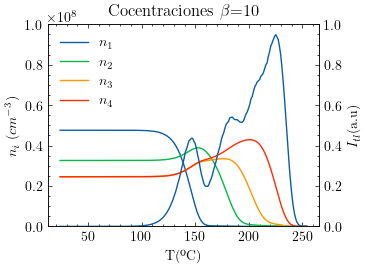 Cocentraciones β=10
×10⁸
1.0
0.8
0.6
0.4
0.2
0.0
n_i (cm⁻³)
n₁
n₂
n₃
n₄
1.0
0.8
0.6
0.4
0.2
0.0
I_tl(a.u)
50 100 150 200 250
T(ºC)